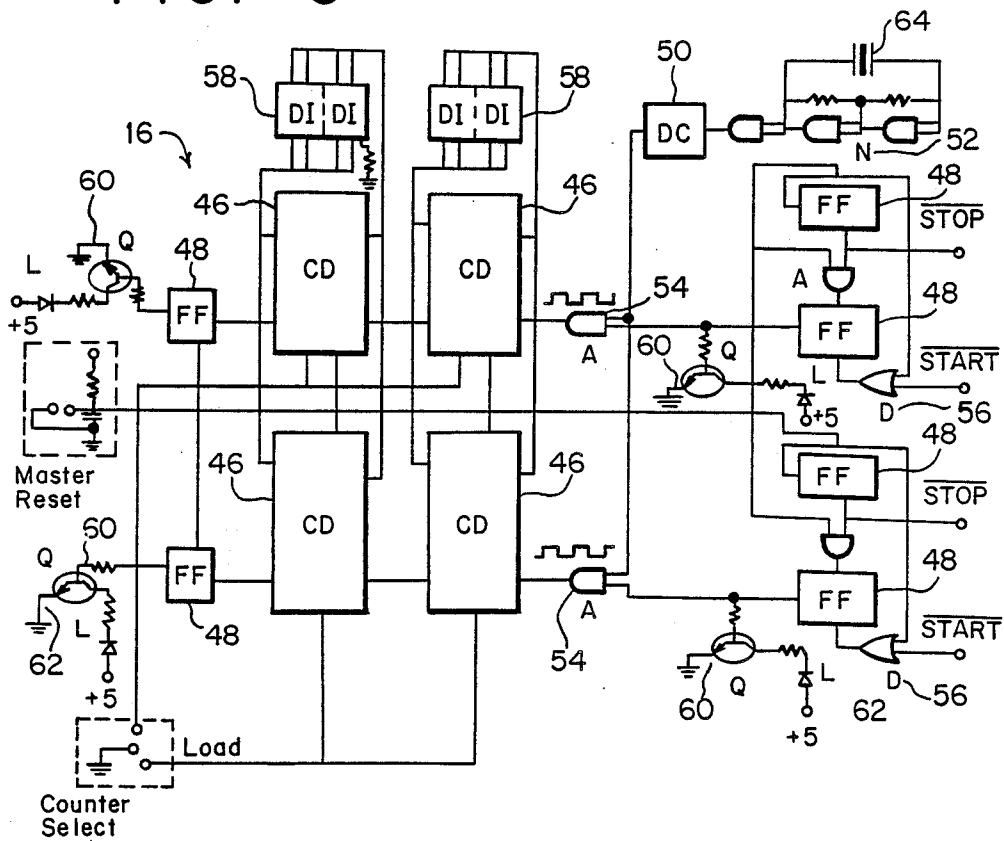 64
50
58
DI DI
DI DI
58
DC
16
N 52
48
46
46
FF
STOP
60
Q
48
A
L
CD
CD
54
48
FF
FF
+5
A
60
Q
START
L
D 56
+5
48
Master
Reset
46
46
FF
STOP
60
Q
CD
CD
FF
A
48
FF
48
L
54
START
62
L
D 56
+5
60
Q
62
+5
Load
Counter
Select